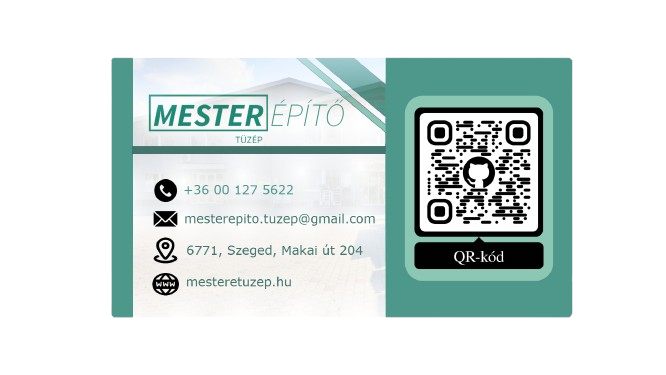 MESTER ÉPÍTŐ
TÜZÉP
+36 00 127 5622
mesterepito.tuzep@gmail.com
6771, Szeged, Makai út 204
www mesteretuzep.hu
QR-kód